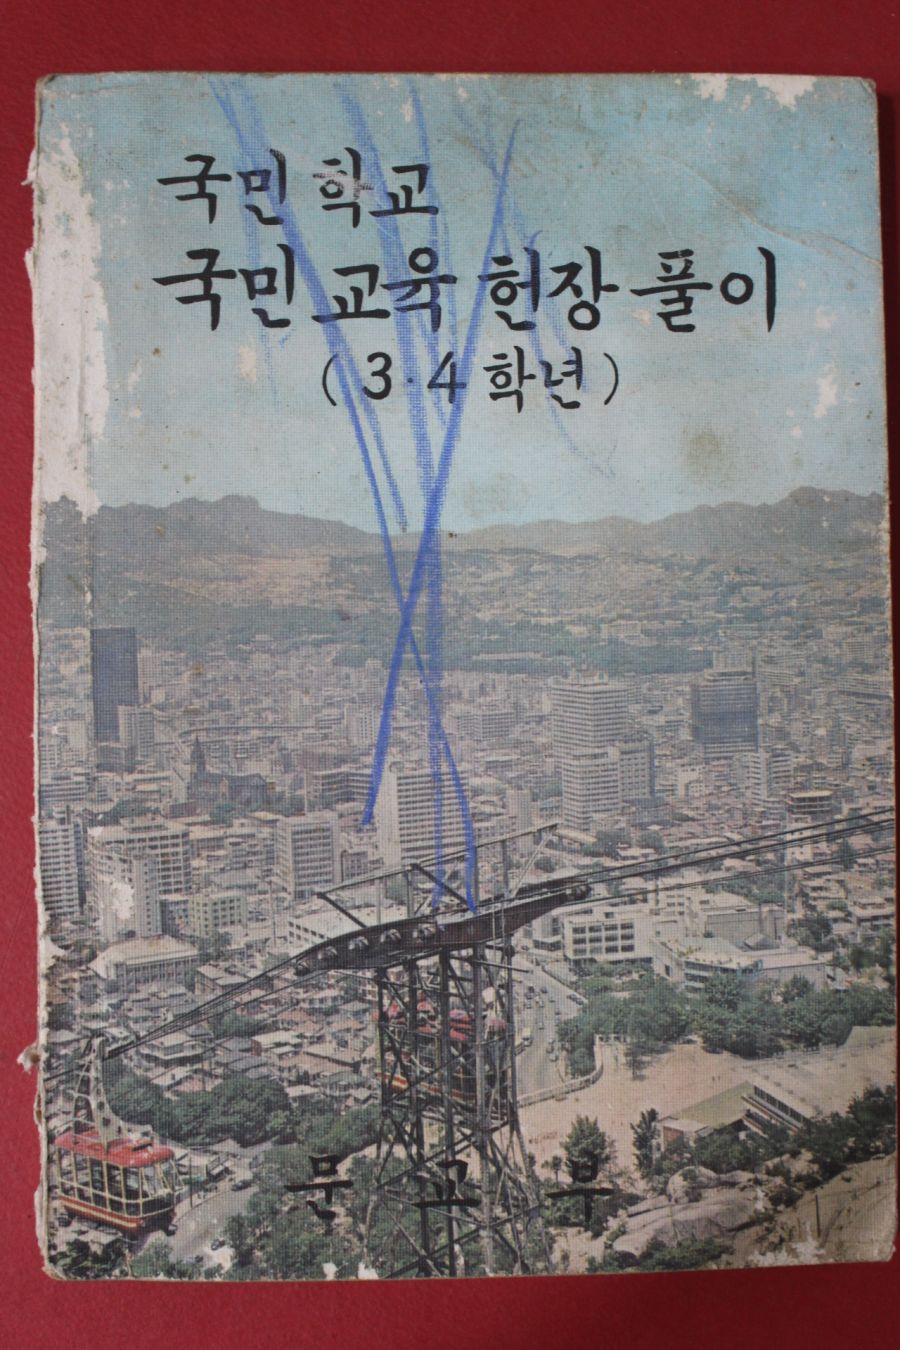 국민 학교
국민 교육 헌장 풀이
( 3·4 학년 )
문 교 부